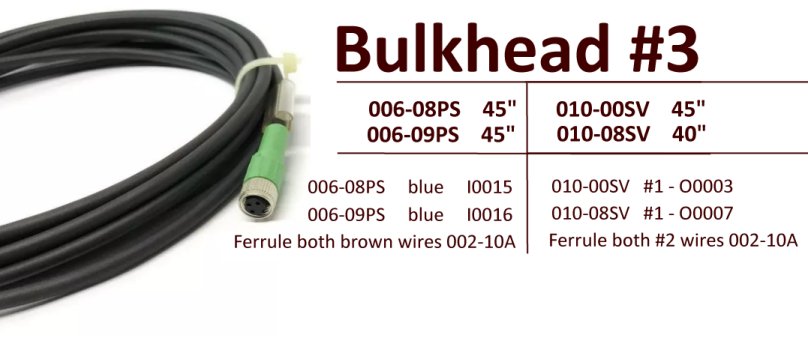 Bulkhead #3
006-08PS 45" 010-00SV 45"
006-09PS 45" 010-08SV 40"
006-08PS blue I0015 010-00SV #1 - O0003
006-09PS blue I0016 010-08SV #1 - O0007
Ferrule both brown wires 002-10A Ferrule both #2 wires 002-10A